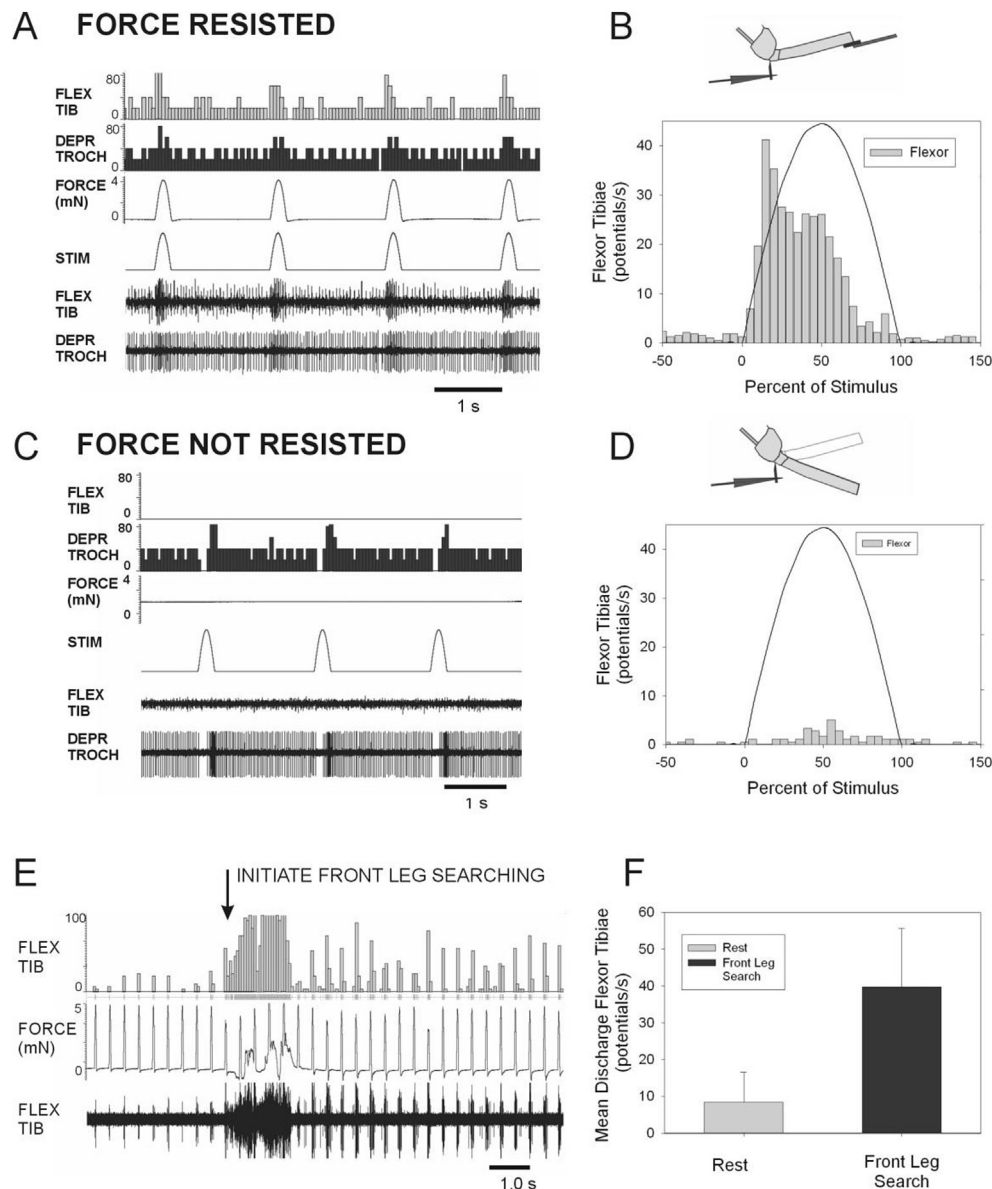 A FORCE RESISTED
FLEX
TIB
80
0
DEPR
TROCH
80
0
FORCE
(mN)
4
0
STIM
FLEX
TIB
DEPR
TROCH
1 s
B
Flexor Tibiae
(potentials/s)
40
30
20
10
0
Flexor
-50 0 50 100 150
Percent of Stimulus
C FORCE NOT RESISTED
FLEX
TIB
80
0
DEPR
TROCH
80
0
FORCE
(mN)
4
0
STIM
FLEX
TIB
DEPR
TROCH
1 s
D
Flexor Tibiae
(potentials/s)
40
30
20
10
0
Flexor
-50 0 50 100 150
Percent of Stimulus
E INITIATE FRONT LEG SEARCHING
FLEX
TIB
100
0
FORCE
(mN)
5
0
FLEX
TIB
1.0 s
F
Mean Discharge Flexor Tibiae
(potentials/s)
60
50
40
30
20
10
0
Rest
Front Leg
Search
Rest
Front Leg
Search